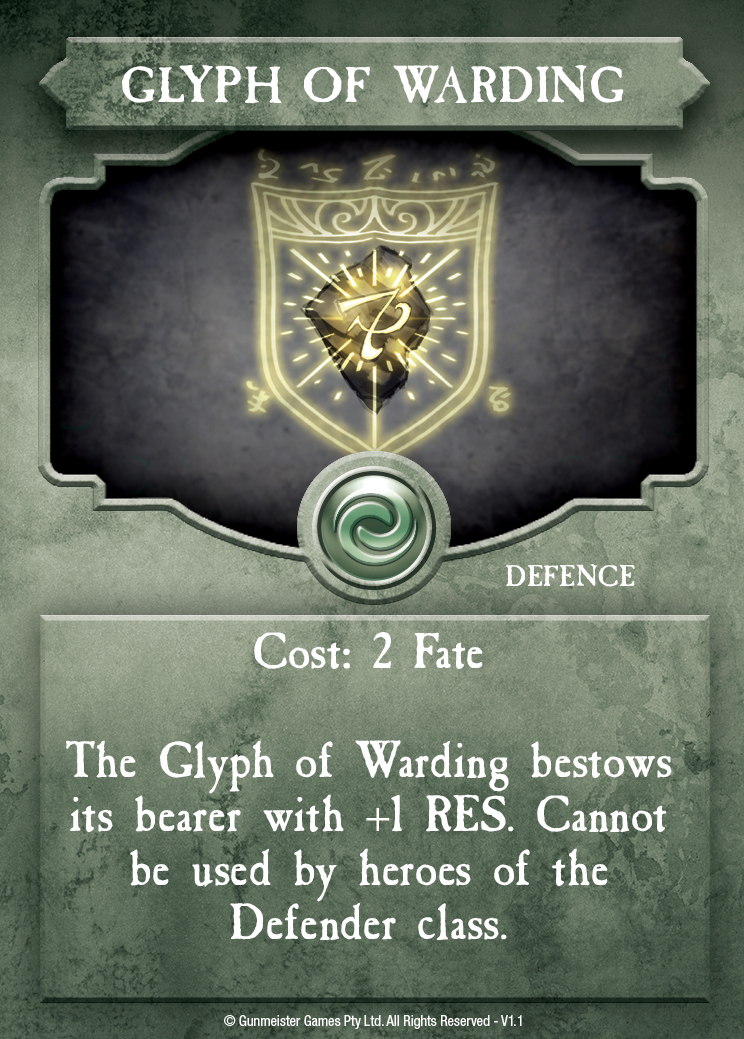 GLYPH OF WARDING
DEFENCE
Cost: 2 Fate
The Glyph of Warding bestows
its bearer with +1 RES. Cannot
be used by heroes of the
Defender class.
© Gunmeister Games Pty Ltd. All Rights Reserved - V1.1